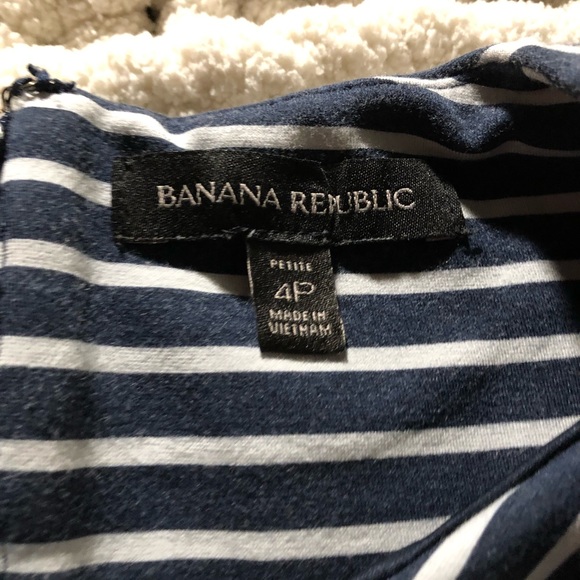 BANANA REPUBLIC
PETITE
4P
MADE IN
VIETNAM